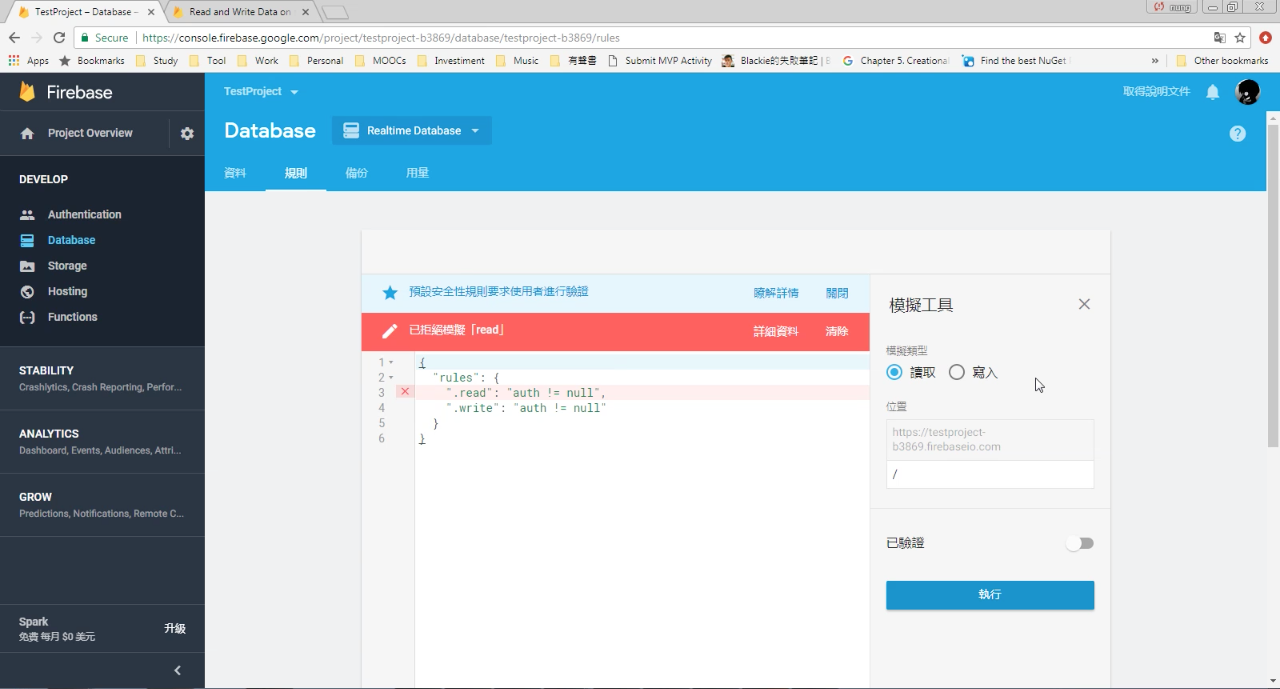 TestProject – Database –
Read and Write Data on
nung
Secure
https://console.firebase.google.com/project/testproject-b3869/database/testproject-b3869/rules
Apps
Bookmarks
Study
Tool
Work
Personal
MOOCs
Investiment
Music
有聲書
Submit MVP Activity
Blackie的失敗筆記
Chapter 5. Creational
Find the best NuGet
»
Other bookmarks
Firebase
TestProject
取得說明文件
Project Overview
Database
Realtime Database
資料
規則
備份
用量
DEVELOP
Authentication
Database
Storage
Hosting
Functions
STABILITY
Crashlytics, Crash Reporting, Perfor...
ANALYTICS
Dashboard, Events, Audiences, Attri...
GROW
Predictions, Notifications, Remote C...
Spark
免費 每月 $0 美元
升級
預設安全性規則要求使用者進行驗證
瞭解詳情
關閉
已拒絕模擬「read」
詳細資料
清除
1 {
2 "rules": {
3 ".read": "auth != null",
4 ".write": "auth != null"
5 }
6 }
模擬工具
模擬類型
讀取
寫入
位置
https://testproject-
b3869.firebaseio.com
/
已驗證
執行